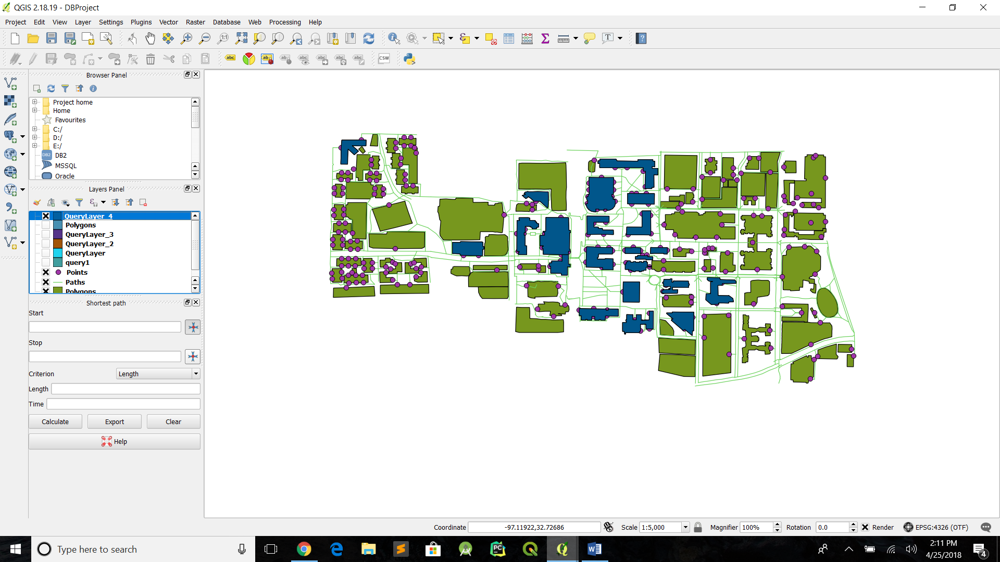 QGIS 2.18.19 - DBProject
Project Edit View Layer Settings Plugins Vector Raster Database Web Processing Help
abc
CSW
Browser Panel
Project home
Home
Favourites
C:/
D:/
E:/
DB2 DB2
MSSQL
Oracle
Layers Panel
QueryLayer_4
Polygons
QueryLayer_3
QueryLayer_2
QueryLayer
query1
Points
Paths
Polygons
Shortest path
Start
Stop
Criterion Length
Length
Time
Calculate Export Clear
Help
Coordinate -97.11922,32.72686 Scale 1:5,000 Magnifier 100% Rotation 0.0 Render EPSG:4326 (OTF)
Type here to search
2:11 PM
4/25/2018
4